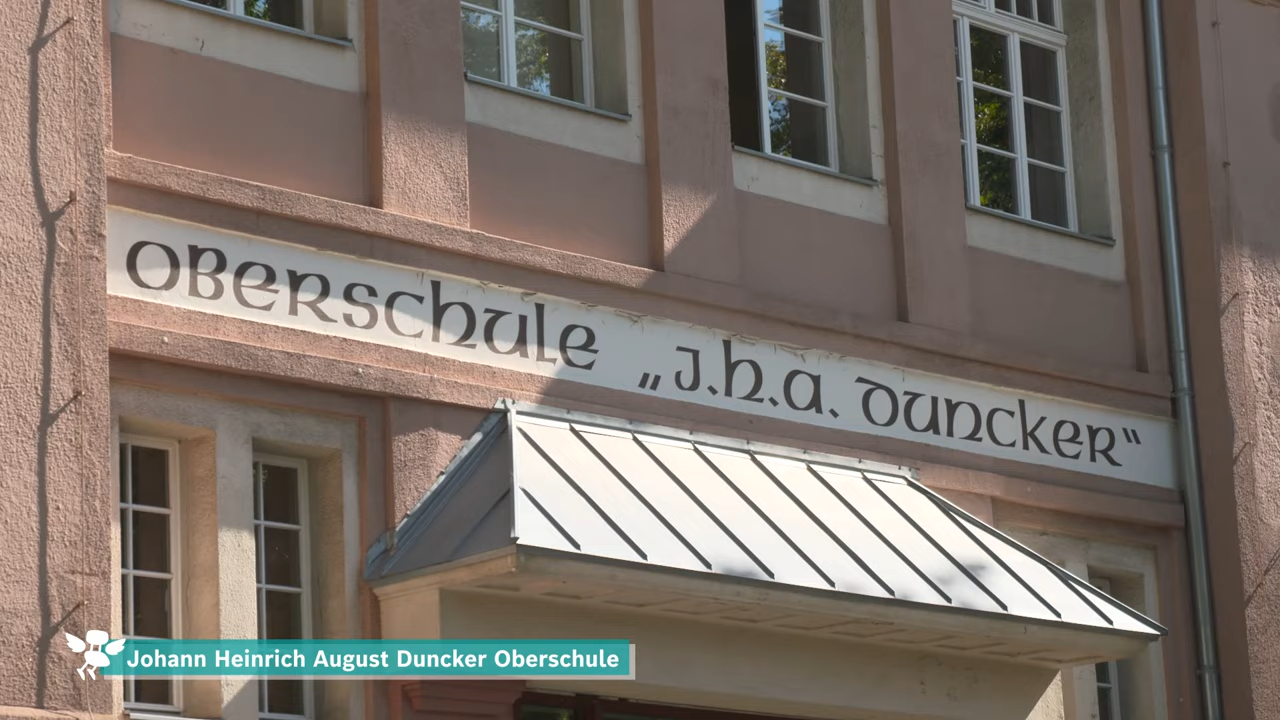 OBERSCHULE „J.H.A. DUNCKER“
Johann Heinrich August Duncker Oberschule